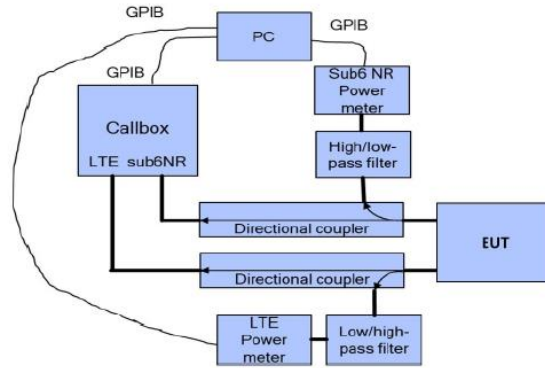 GPIB
PC
GPIB
GPIB
Sub6 NR
Power
meter
Callbox
LTE sub6NR
High/low-
pass filter
Directional coupler
EUT
Directional coupler
LTE
Power
meter
Low/high-
pass filter